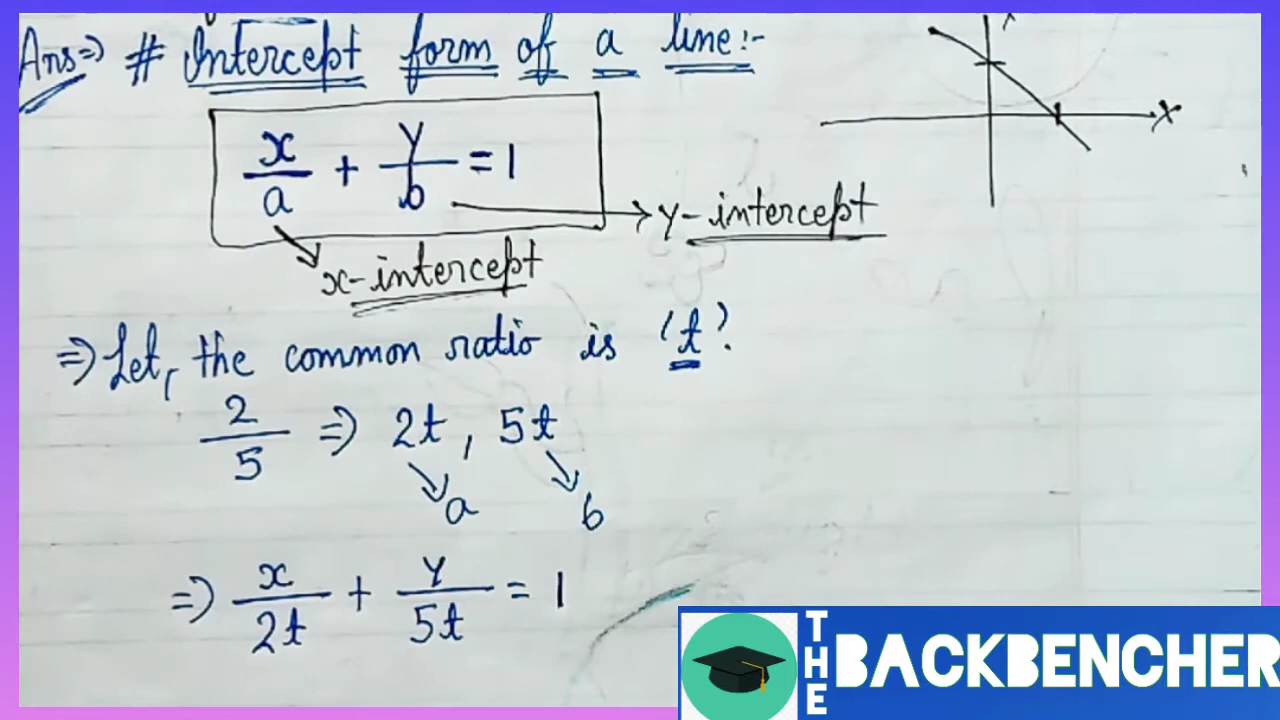 Ans⇒ # Intercept form of a line:-
x/a + y/b = 1
y-intercept
x-intercept
X
⇒ Let, the common ratio is 't'.
2/5 ⇒ 2t, 5t
a b
⇒ x/2t + y/5t = 1
THE BACKBENCHER